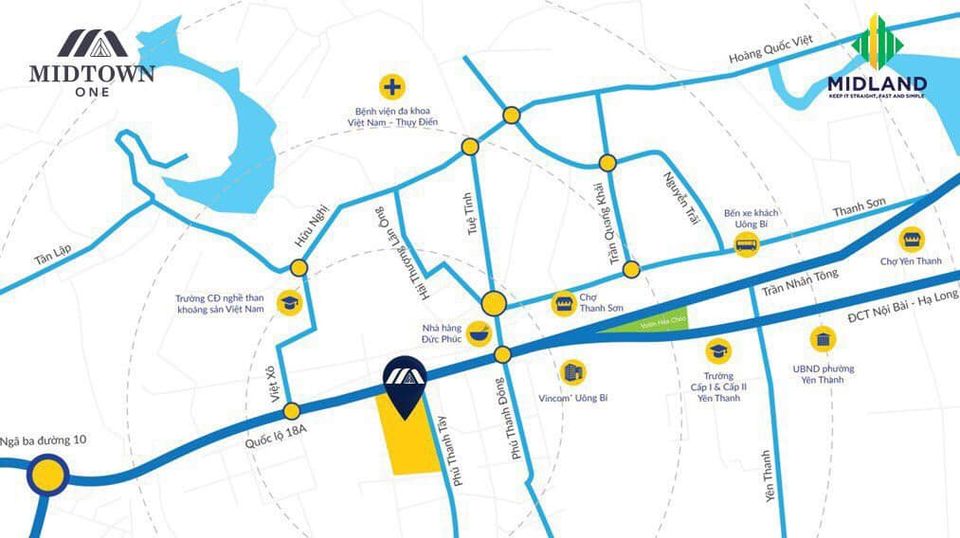 MIDTOWN
ONE
MIDLAND
KEEP IT STRAIGHT, FAST AND SIMPLE
Hoàng Quốc Việt
Bệnh viện đa khoa
Việt Nam – Thụy Điển
Tuệ Tĩnh
Trần Quang Khải
Nguyễn Trãi
Hữu Nghị
Hải Thượng Lãn Ông
Bến xe khách
Uông Bí
Thanh Sơn
Tân Lập
Chợ Yên Thanh
Trần Nhân Tông
Trường CĐ nghề than
khoáng sản Việt Nam
Chợ
Thanh Sơn
ĐCT Nội Bài - Hạ Long
Nhà hàng
Đức Phúc
Vườn Hoa Chéo
Việt Xô
Vincom⁺ Uông Bí
Trường
Cấp I & Cấp II
Yên Thanh
UBND phường
Yên Thành
Quốc lộ 18A
Ngã ba đường 10
Phú Thanh Tây
Phú Thanh Đông
Yên Thanh